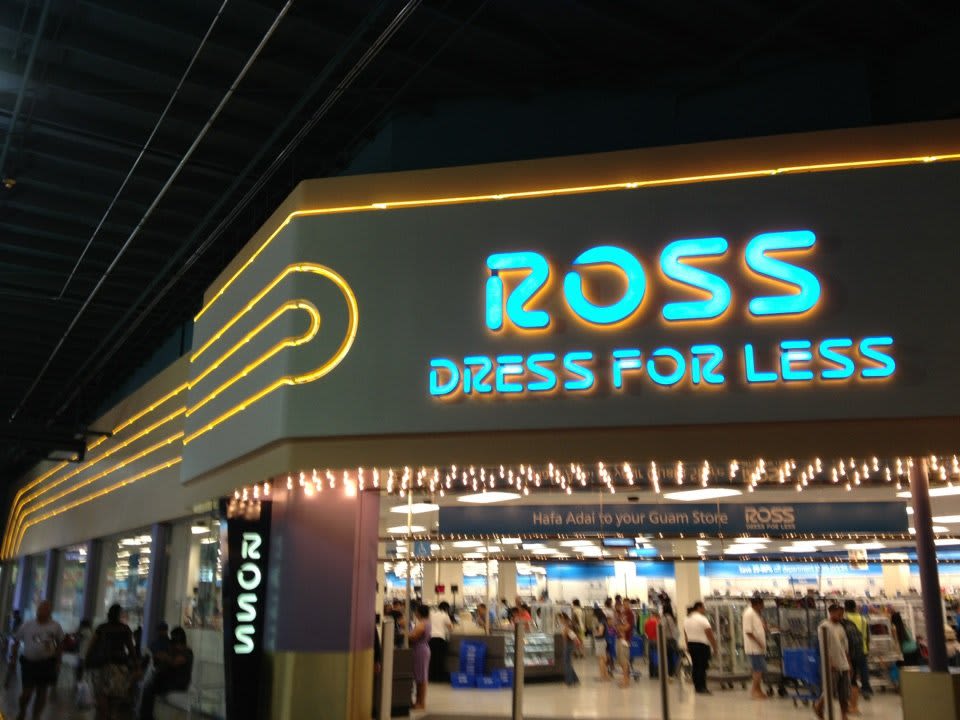 ROSS
DRESS FOR LESS
Hafa Adai to your Guam Store ROSS
DRESS FOR LESS
ROSS